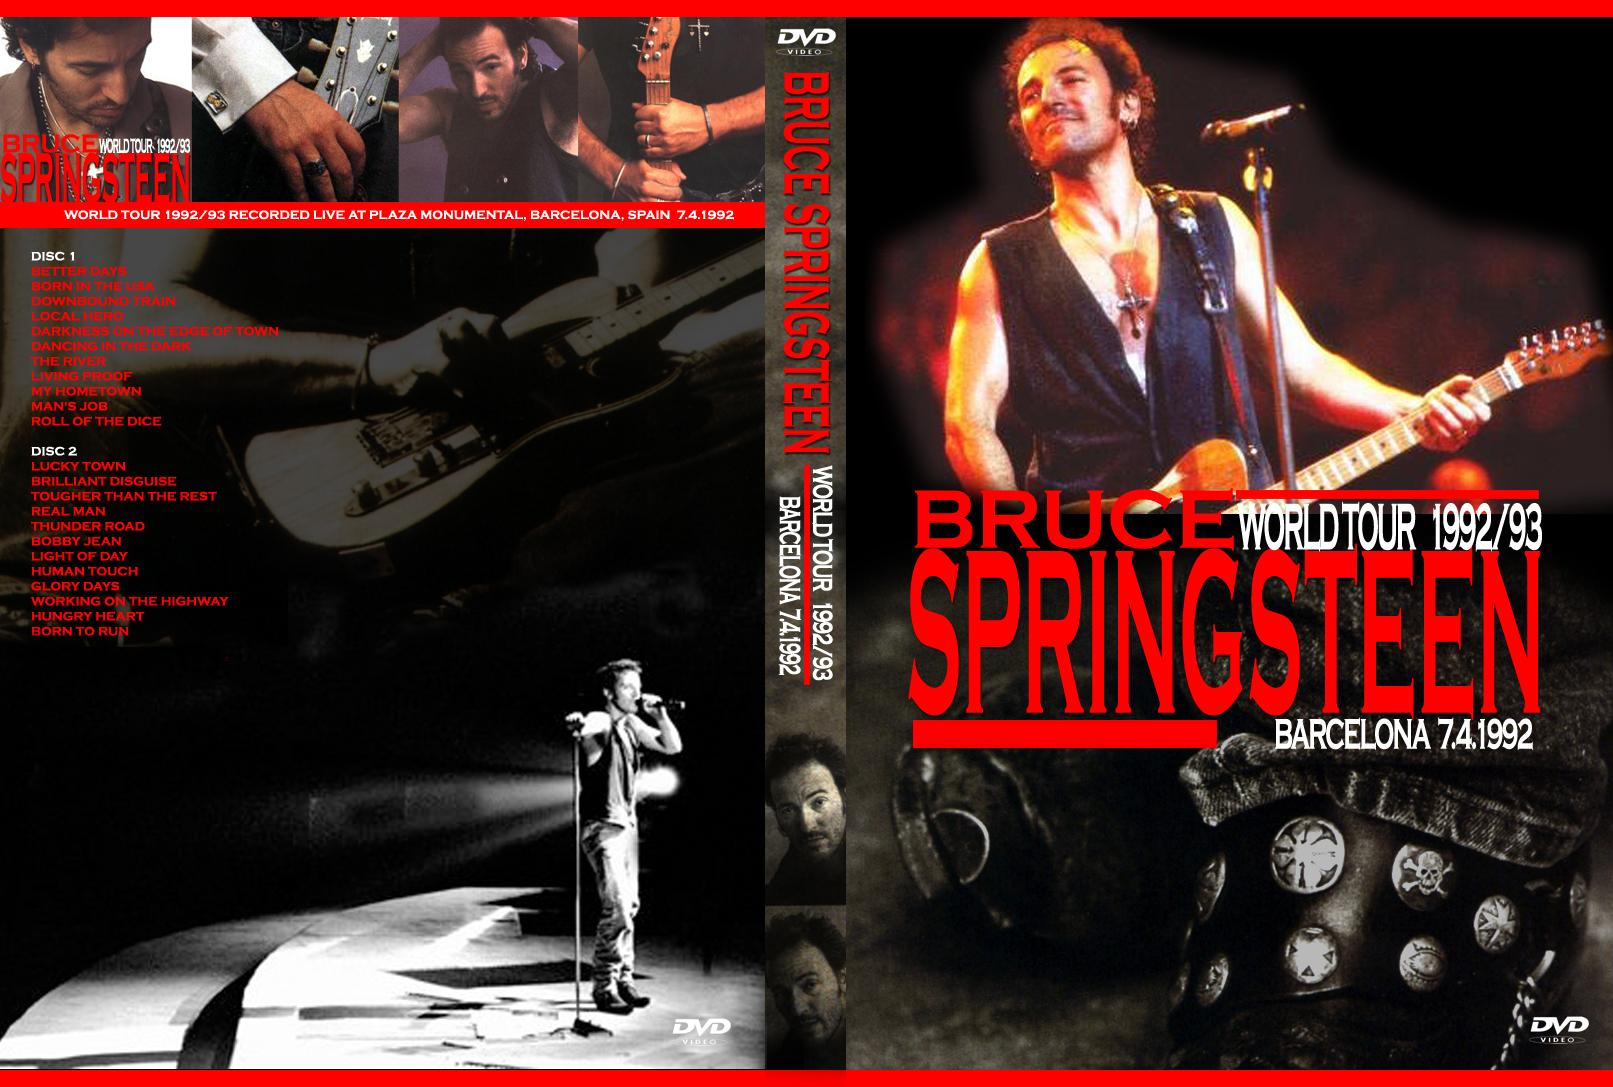 BRUCE WORLD TOUR 1992/93
SPRINGSTEEN
WORLD TOUR 1992/93 RECORDED LIVE AT PLAZA MONUMENTAL, BARCELONA, SPAIN 7.4.1992
DISC 1
BETTER DAYS
BORN IN THE USA
DOWNBOUND TRAIN
LOCAL HERO
DARKNESS ON THE EDGE OF TOWN
DANCING IN THE DARK
THE RIVER
LIVING PROOF
MY HOMETOWN
MAN'S JOB
ROLL OF THE DICE
DISC 2
LUCKY TOWN
BRILLIANT DISGUISE
TOUGHER THAN THE REST
REAL MAN
THUNDER ROAD
BOBBY JEAN
LIGHT OF DAY
HUMAN TOUCH
GLORY DAYS
WORKING ON THE HIGHWAY
HUNGRY HEART
BORN TO RUN
DVD
VIDEO
DVD
VIDEO
BRUCE SPRINGSTEEN
WORLD TOUR 1992/93
BARCELONA 7.4.1992
BRUCE WORLD TOUR 1992/93
SPRINGSTEEN
BARCELONA 7.4.1992
DVD
VIDEO